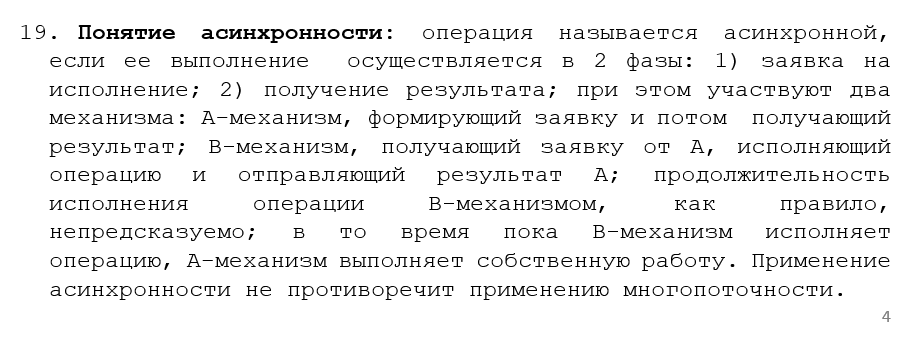 19. Понятие асинхронности: операция называется асинхронной,
если ее выполнение осуществляется в 2 фазы: 1) заявка на
исполнение; 2) получение результата; при этом участвуют два
механизма: A-механизм, формирующий заявку и потом получающий
результат; B-механизм, получающий заявку от A, исполняющий
операцию и отправляющий результат A; продолжительность
исполнения операции B-механизмом, как правило,
непредсказуемо; в то время пока B-механизм исполняет
операцию, A-механизм выполняет собственную работу. Применение
асинхронности не противоречит применению многопоточности.
4